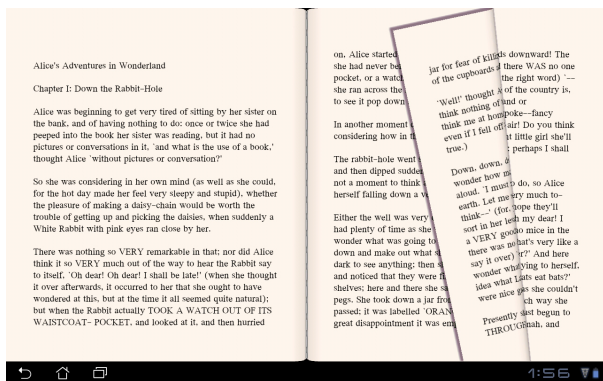 Alice's Adventures in Wonderland
Chapter I: Down the Rabbit-Hole
Alice was beginning to get very tired of sitting by her sister on
the bank, and of having nothing to do: once or twice she had
peeped into the book her sister was reading, but it had no
pictures or conversations in it, `and what is the use of a book,'
thought Alice `without pictures or conversation?'
So she was considering in her own mind (as well as she could,
for the hot day made her feel very sleepy and stupid), whether
the pleasure of making a daisy-chain would be worth the
trouble of getting up and picking the daisies, when suddenly a
White Rabbit with pink eyes ran close by her.
There was nothing so VERY remarkable in that; nor did Alice
think it so VERY much out of the way to hear the Rabbit say
to itself, `Oh dear! Oh dear! I shall be late!' (when she thought
it over afterwards, it occurred to her that she ought to have
wondered at this, but at the time it all seemed quite natural);
but when the Rabbit actually TOOK A WATCH OUT OF ITS
WAISTCOAT- POCKET, and looked at it, and then hurried
on, Alice started
she had never
pocket, or a
she ran across the
to see it pop down
In another moment
considering how in
The rabbit-hole went
and then dipped
not a moment to think
herself falling down a
Either the well was very
had plenty of time as she
wonder what was going to
down and make out what
dark to see anything; then
and noticed that they were
shelves; here and there she
pegs. She took down a jar
passed; it was labelled
great disappointment it was
jar for fear of
of the cupboards
`Well!' thought
think nothing of
think me at
even if I fell off
true.)
Down, down,
wonder how
aloud. `I must
earth. Let me
think--' (for,
sort in her
a VERY
there was no
say it over)
wonder what
idea what
were nice
Presently
downward! The
there WAS no one
the right word) `--
of the country is,
and or
spoke--fancy
air! Do you think
little girl she'll
; perhaps I shall
do, so Alice
very much to-
hope they'll
my dear! I
mice in the
that's very like a
And here
to herself,
eat bats?'
she couldn't
which way she
just begun to
and
1:56